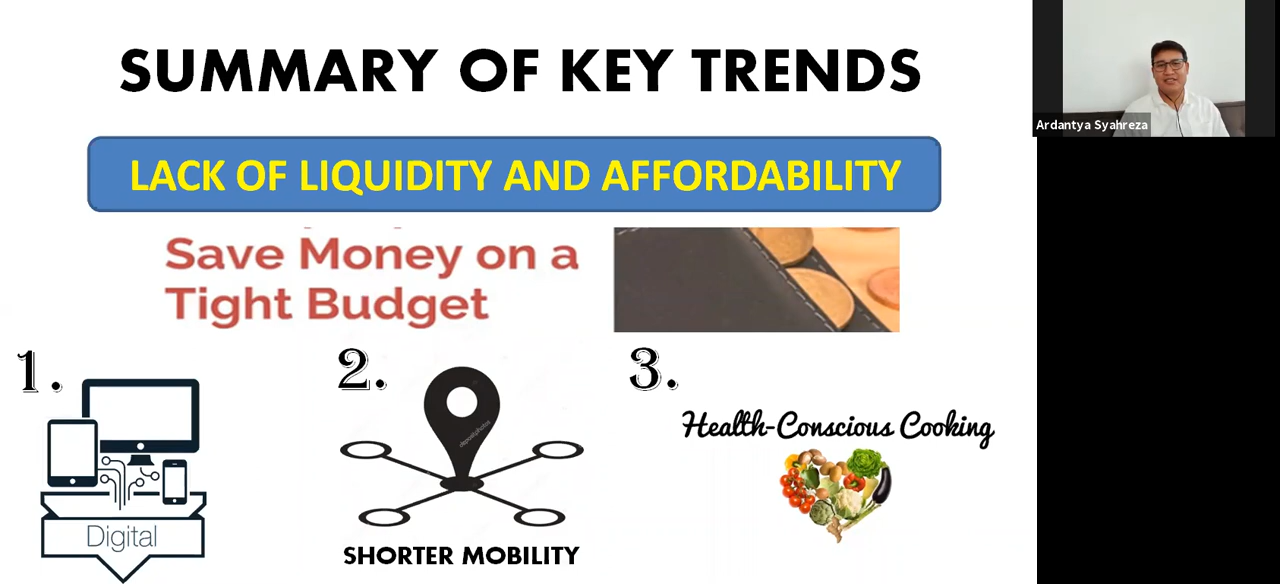 SUMMARY OF KEY TRENDS
Ardantya Syahreza
LACK OF LIQUIDITY AND AFFORDABILITY
Save Money on a
Tight Budget
1.
2.
3.
depositphotos
Health-Conscious Cooking
Digital
SHORTER MOBILITY